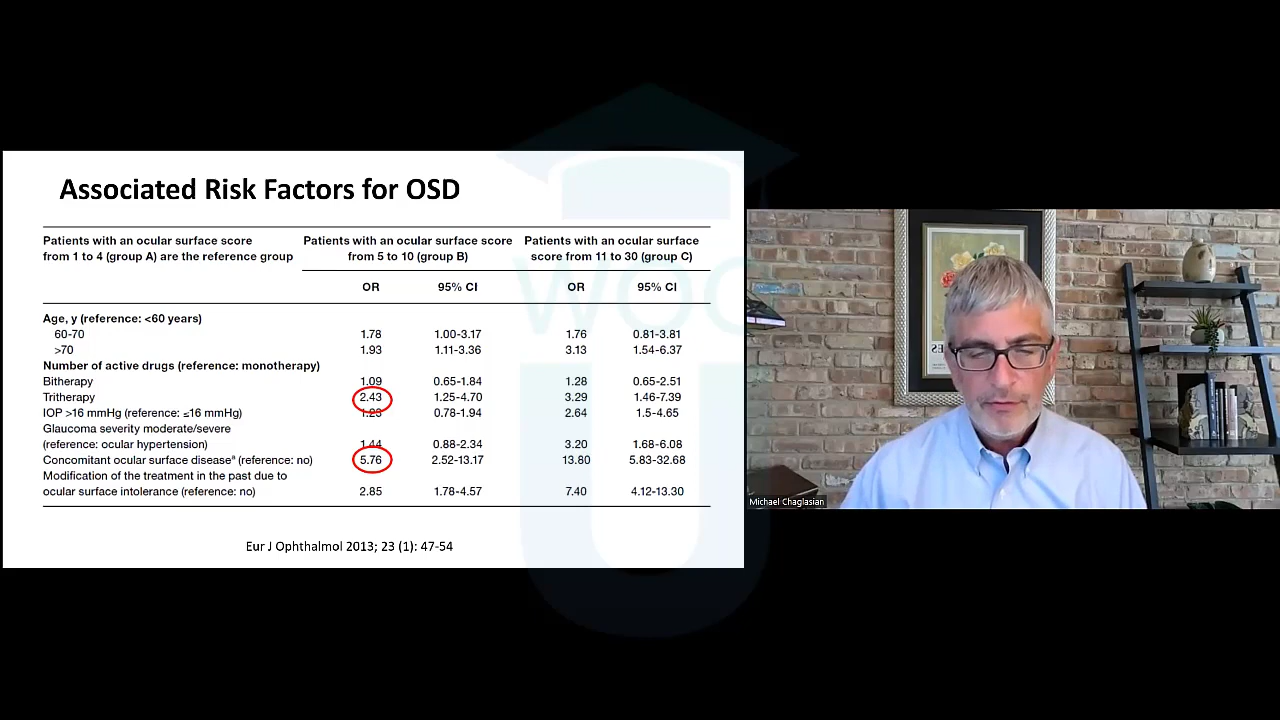 Associated Risk Factors for OSD
Patients with an ocular surface score
from 1 to 4 (group A) are the reference group
Patients with an ocular surface score
from 5 to 10 (group B)
Patients with an ocular surface
score from 11 to 30 (group C)
OR 95% CI OR 95% CI
Age, y (reference: <60 years)
60-70 1.78 1.00-3.17 1.76 0.81-3.81
>70 1.93 1.11-3.36 3.13 1.54-6.37
Number of active drugs (reference: monotherapy)
Bitherapy 1.09 0.65-1.84 1.28 0.65-2.51
Tritherapy 2.43 1.25-4.70 3.29 1.46-7.39
IOP >16 mmHg (reference: ≤16 mmHg) 1.23 0.78-1.94 2.64 1.5-4.65
Glaucoma severity moderate/severe
(reference: ocular hypertension) 1.44 0.88-2.34 3.20 1.68-6.08
Concomitant ocular surface diseaseª (reference: no) 5.76 2.52-13.17 13.80 5.83-32.68
Modification of the treatment in the past due to
ocular surface intolerance (reference: no) 2.85 1.78-4.57 7.40 4.12-13.30
Eur J Ophthalmol 2013; 23 (1): 47-54
Michael Chaglasian